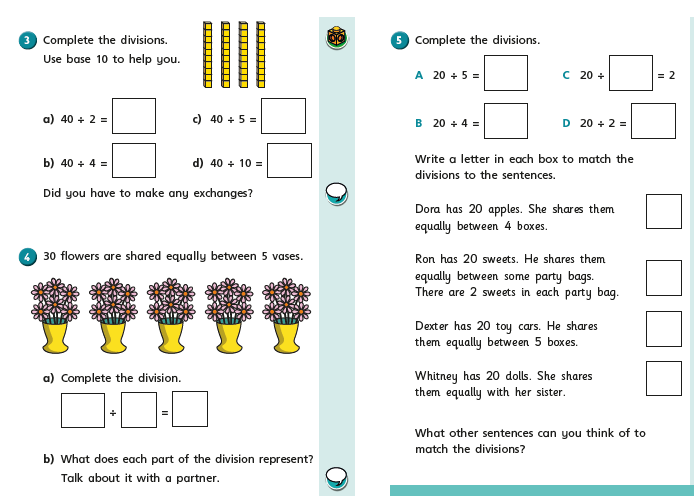 3 Complete the divisions.
Use base 10 to help you.
a) 40 ÷ 2 =
c) 40 ÷ 5 =
b) 40 ÷ 4 =
d) 40 ÷ 10 =
Did you have to make any exchanges?
4 30 flowers are shared equally between 5 vases.
a) Complete the division.
÷ =
b) What does each part of the division represent?
Talk about it with a partner.
5 Complete the divisions.
A 20 ÷ 5 =
C 20 ÷ = 2
B 20 ÷ 4 =
D 20 ÷ 2 =
Write a letter in each box to match the
divisions to the sentences.
Dora has 20 apples. She shares them
equally between 4 boxes.
Ron has 20 sweets. He shares them
equally between some party bags.
There are 2 sweets in each party bag.
Dexter has 20 toy cars. He shares
them equally between 5 boxes.
Whitney has 20 dolls. She shares
them equally with her sister.
What other sentences can you think of to
match the divisions?